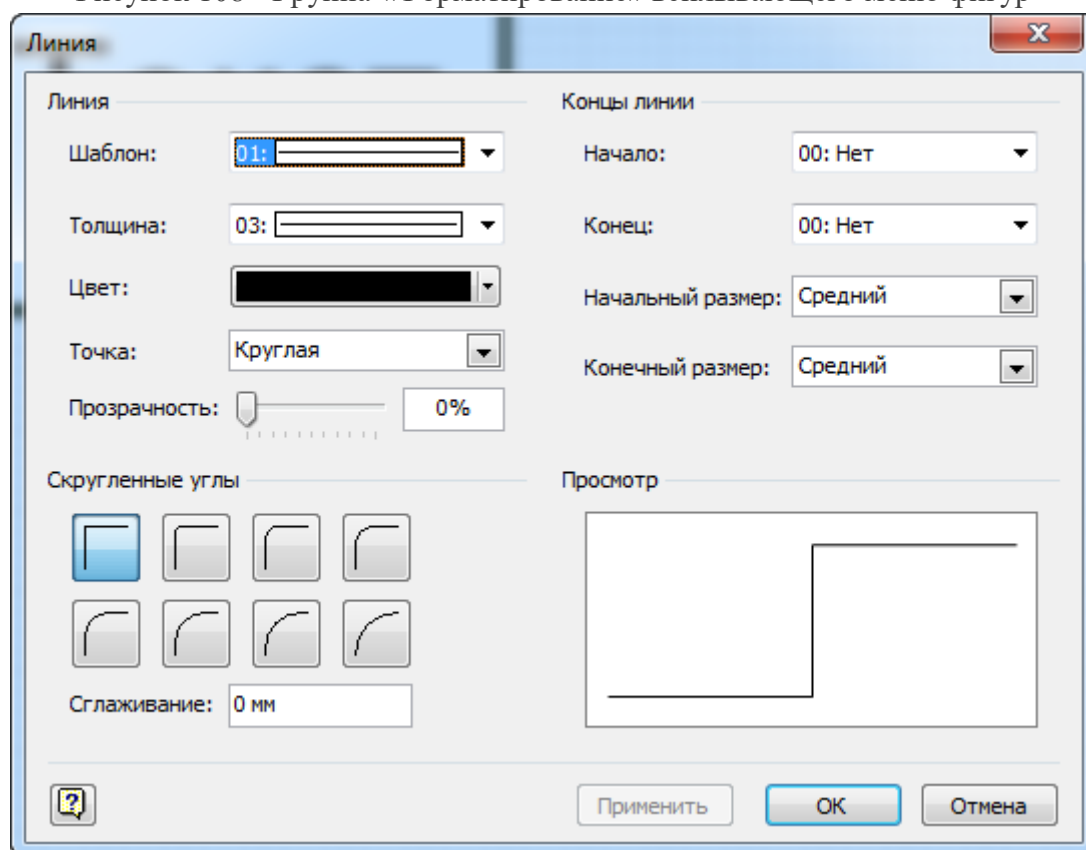 Линия
Линия
Шаблон: 01:
Толщина: 03:
Цвет:
Точка: Круглая
Прозрачность: 0%
Концы линии
Начало: 00: Нет
Конец: 00: Нет
Начальный размер: Средний
Конечный размер: Средний
Скругленные углы
Сглаживание: 0 мм
Просмотр
Применить
ОК
Отмена